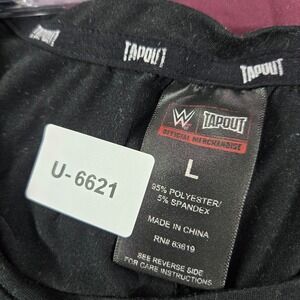 TAPOUT
TAPOUT
TAPOUT
W TAPOUT
OFFICIAL MERCHANDISE
L
95% POLYESTER/
5% SPANDEX
MADE IN CHINA
RN# 63619
SEE REVERSE SIDE
FOR CARE INSTRUCTIONS
U-6621